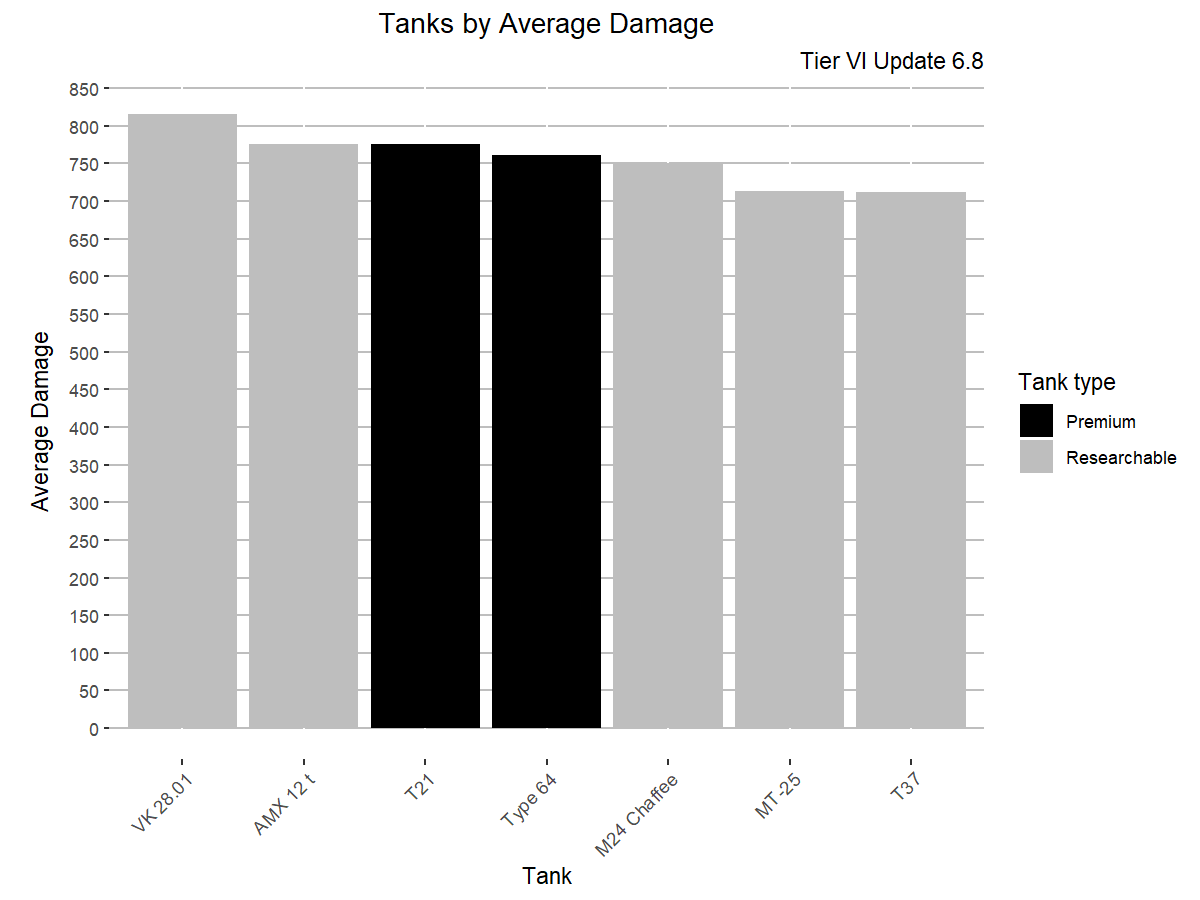 Tanks by Average Damage
Tier VI Update 6.8
850
800
750
700
650
600
550
500
450
400
350
300
250
200
150
100
50
0
Average Damage
VK 28.01
AMX 12 t
T21
Type 64
M24 Chaffee
MT-25
T37
Tank
Tank type
Premium
Researchable